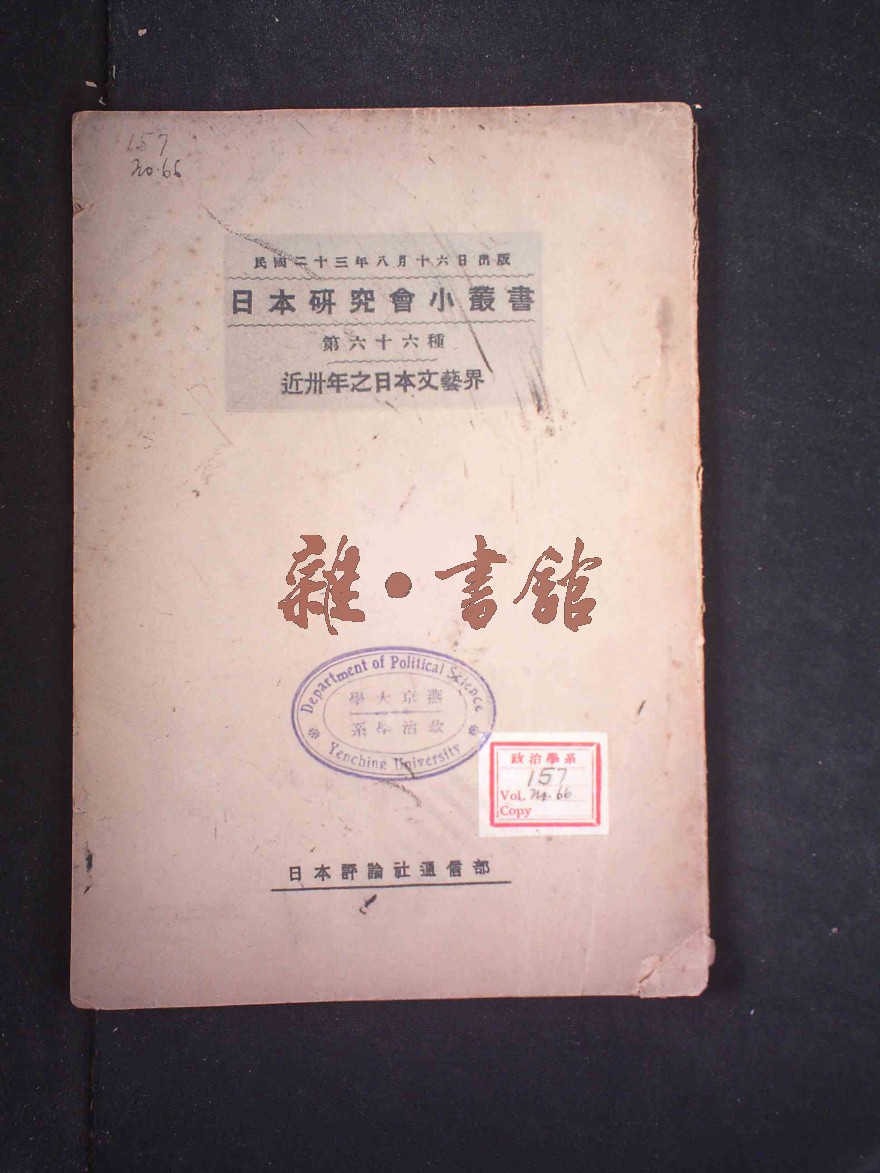 157
no.66
民國二十三年八月十六日出版
日本研究會小叢書
第六十六種
近卅年之日本文藝界
雜·書館
Department of Political Science
學大京燕
系學治政
Yenching University
政治學系
157
Vol. no. 66
Copy
日本評論社通信部